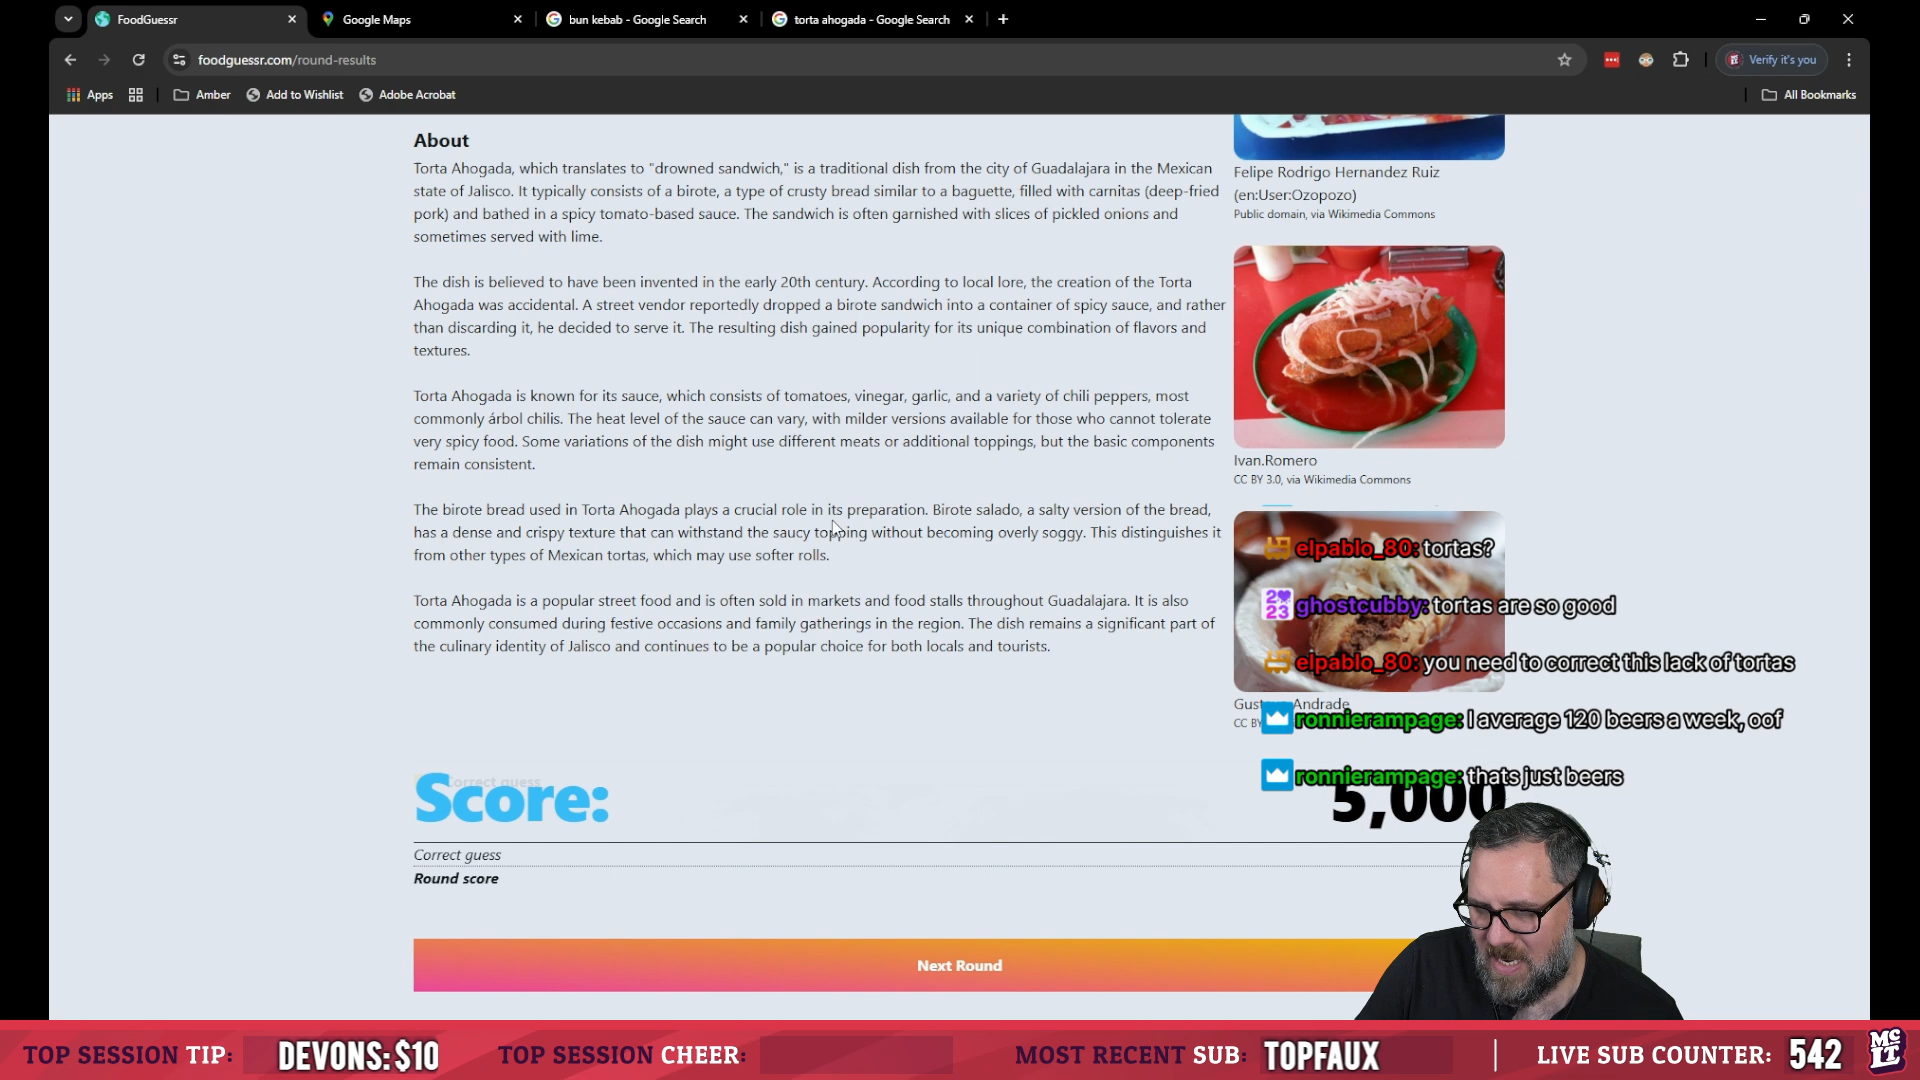 FoodGuessr
Google Maps
bun kebab - Google Search
torta ahogada - Google Search
foodguessr.com/round-results
Verify it's you
Apps
Amber
Add to Wishlist
Adobe Acrobat
All Bookmarks
About
Torta Ahogada, which translates to "drowned sandwich," is a traditional dish from the city of Guadalajara in the Mexican
state of Jalisco. It typically consists of a birote, a type of crusty bread similar to a baguette, filled with carnitas (deep-fried
pork) and bathed in a spicy tomato-based sauce. The sandwich is often garnished with slices of pickled onions and
sometimes served with lime.
The dish is believed to have been invented in the early 20th century. According to local lore, the creation of the Torta
Ahogada was accidental. A street vendor reportedly dropped a birote sandwich into a container of spicy sauce, and rather
than discarding it, he decided to serve it. The resulting dish gained popularity for its unique combination of flavors and
textures.
Torta Ahogada is known for its sauce, which consists of tomatoes, vinegar, garlic, and a variety of chili peppers, most
commonly árbol chilis. The heat level of the sauce can vary, with milder versions available for those who cannot tolerate
very spicy food. Some variations of the dish might use different meats or additional toppings, but the basic components
remain consistent.
The birote bread used in Torta Ahogada plays a crucial role in its preparation. Birote salado, a salty version of the bread,
has a dense and crispy texture that can withstand the saucy topping without becoming overly soggy. This distinguishes it
from other types of Mexican tortas, which may use softer rolls.
Torta Ahogada is a popular street food and is often sold in markets and food stalls throughout Guadalajara. It is also
commonly consumed during festive occasions and family gatherings in the region. The dish remains a significant part of
the culinary identity of Jalisco and continues to be a popular choice for both locals and tourists.
Felipe Rodrigo Hernandez Ruiz
(en:User:Ozopozo)
Public domain, via Wikimedia Commons
Ivan.Romero
CC BY 3.0, via Wikimedia Commons
Andrade
CC BY
elpablo_80: tortas?
2023 ghostcubby: tortas are so good
elpablo_80: you need to correct this lack of tortas
ronnierampage: I average 120 beers a week, oof
ronnierampage: thats just beers
Correct guess
Score: 5,000
Correct guess
Round score
Next Round
TOP SESSION TIP: DEVONS: $10
TOP SESSION CHEER:
MOST RECENT SUB: TOPFAUX
LIVE SUB COUNTER: 542